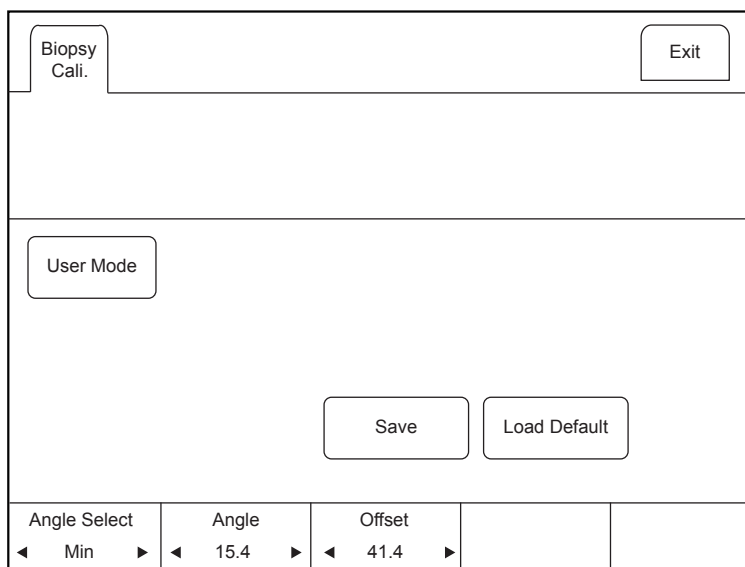 Biopsy
Cali.
Exit
User Mode
Save
Load Default
Angle Select
Angle
Offset
Min
15.4
41.4